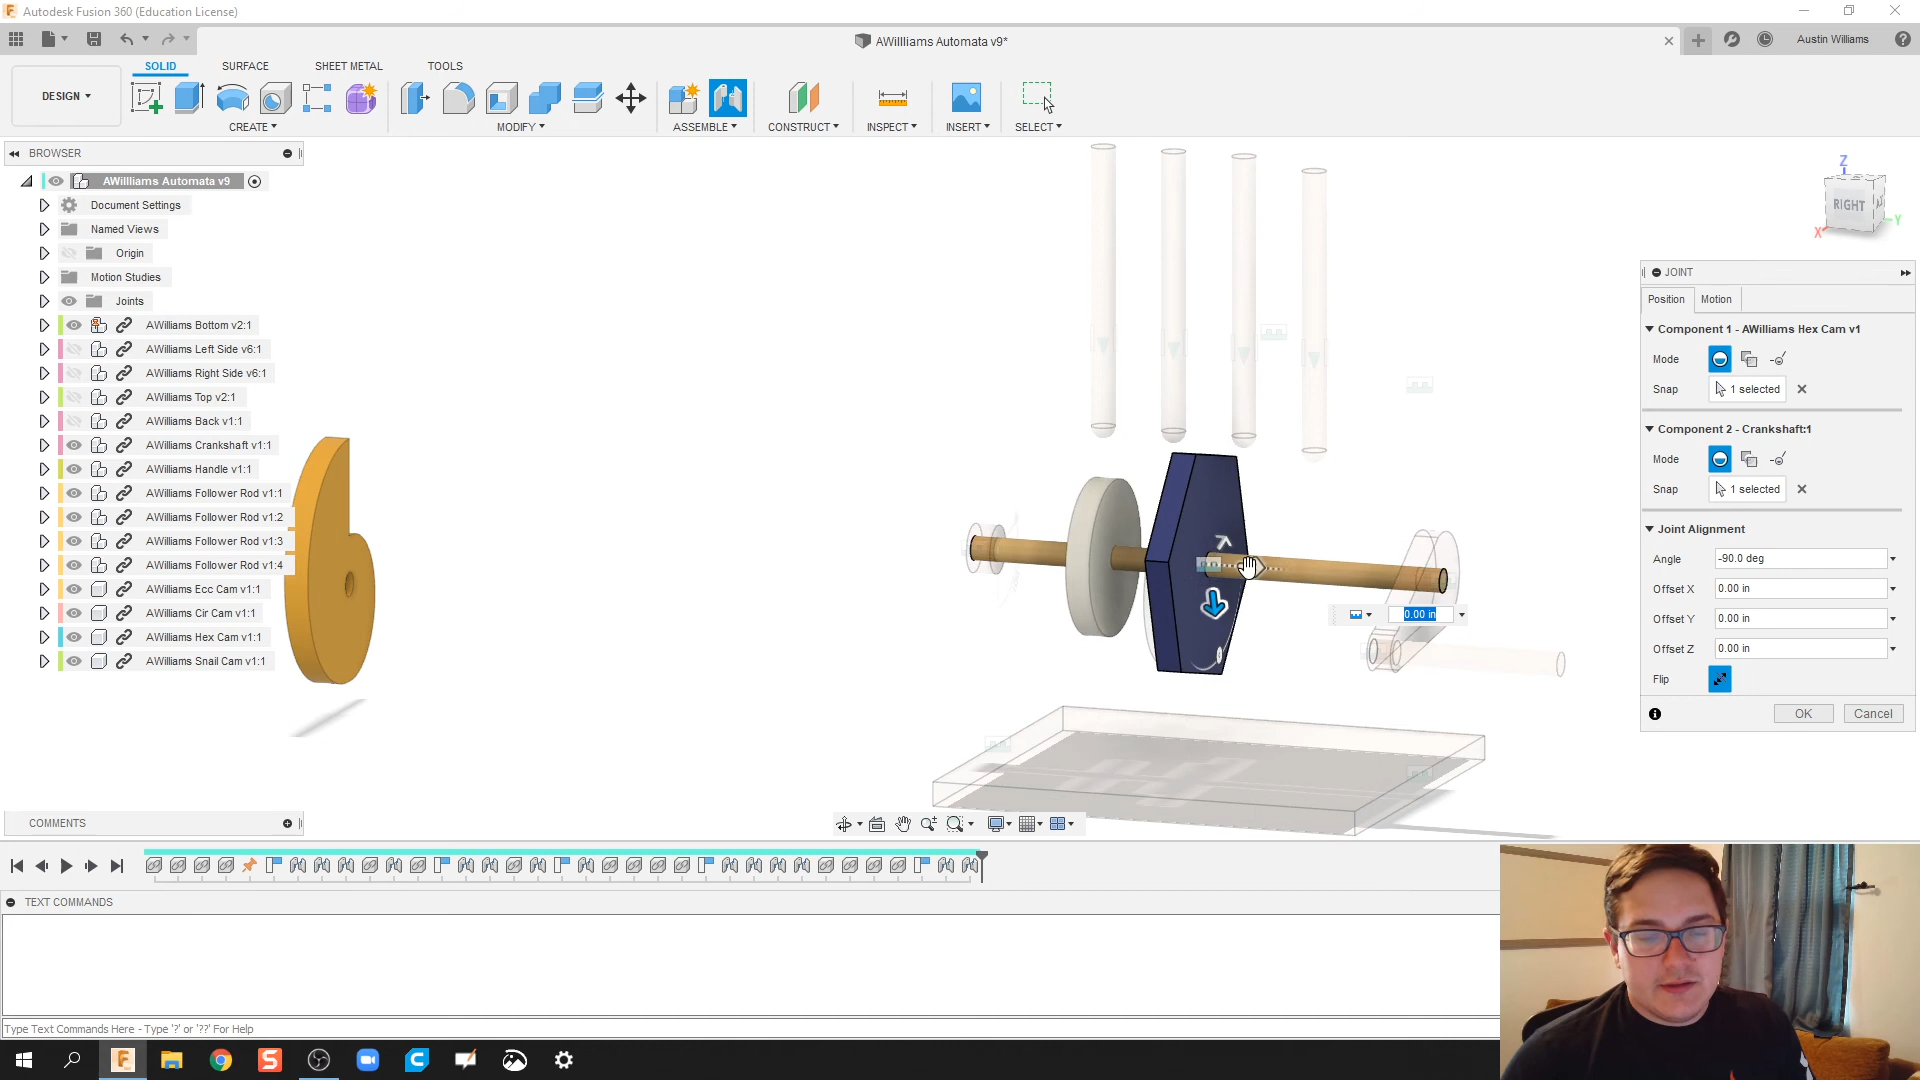 Autodesk Fusion 360 (Education License)
AWillliams Automata v9*
Austin Williams
DESIGN
SOLID
SURFACE
SHEET METAL
TOOLS
CREATE
MODIFY
ASSEMBLE
CONSTRUCT
INSPECT
INSERT
SELECT
BROWSER
AWillliams Automata v9
Document Settings
Named Views
Origin
Motion Studies
Joints
AWilliams Bottom v2:1
AWilliams Left Side v6:1
AWilliams Right Side v6:1
AWilliams Top v2:1
AWilliams Back v1:1
AWilliams Crankshaft v1:1
AWilliams Handle v1:1
AWilliams Follower Rod v1:1
AWilliams Follower Rod v1:2
AWilliams Follower Rod v1:3
AWilliams Follower Rod v1:4
AWilliams Ecc Cam v1:1
AWilliams Cir Cam v1:1
AWilliams Hex Cam v1:1
AWilliams Snail Cam v1:1
Z
RIGHT
Y
X
0.00 in
JOINT
Position
Motion
Component 1 - AWilliams Hex Cam v1
Mode
Snap
1 selected
Component 2 - Crankshaft:1
Mode
Snap
1 selected
Joint Alignment
Angle
-90.0 deg
Offset X
0.00 in
Offset Y
0.00 in
Offset Z
0.00 in
Flip
OK
Cancel
COMMENTS
TEXT COMMANDS
Type Text Commands Here - Type '?' or '??' For Help